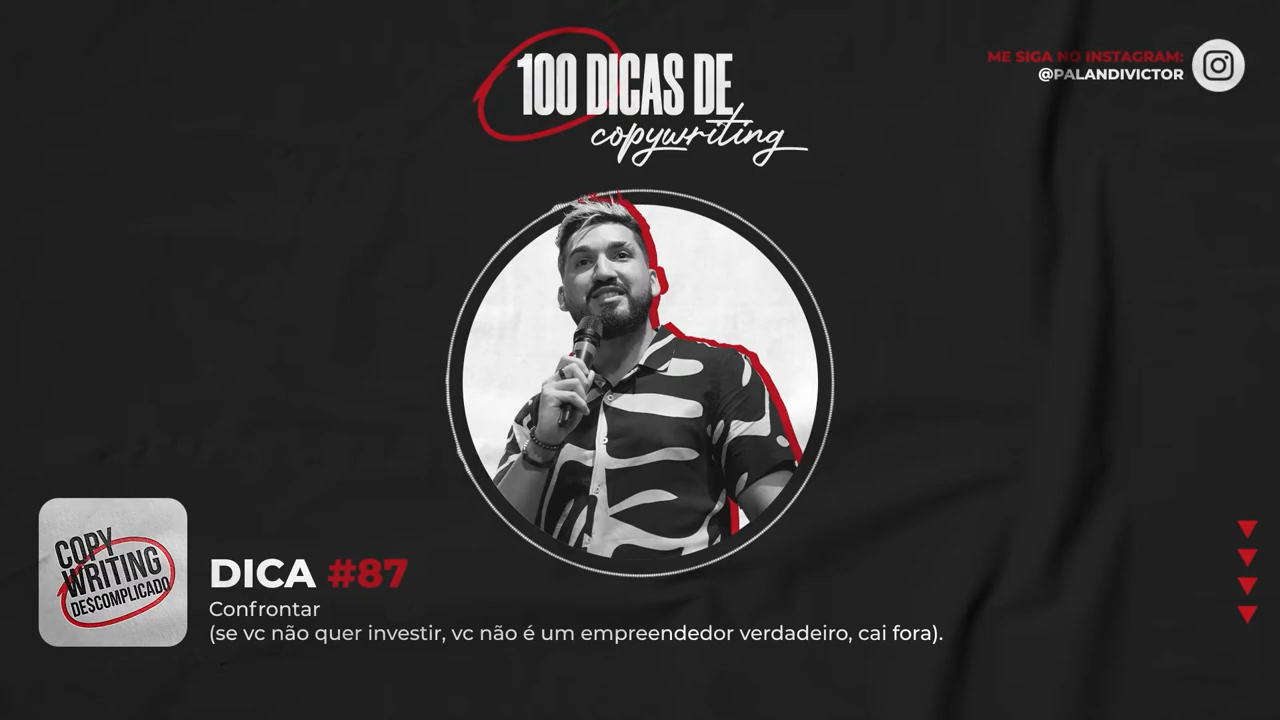 100 DICAS DE
copywriting
ME SIGA NO INSTAGRAM:
@PALANDIVICTOR
COPY
WRITING
DESCOMPLICADO
DICA #87
Confrontar
(se vc não quer investir, vc não é um empreendedor verdadeiro, cai fora).